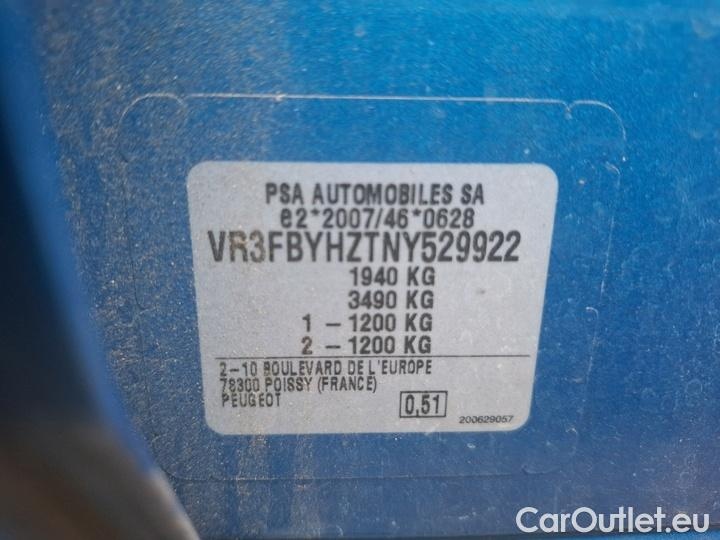 PSA AUTOMOBILES SA
e2*2007/46*0628
VR3FBYHZTNY529922
1940 KG
3490 KG
1 - 1200 KG
2 - 1200 KG
2-10 BOULEVARD DE L'EUROPE
78300 POISSY (FRANCE)
PEUGEOT
0,51
200629057
CarOutlet.eu